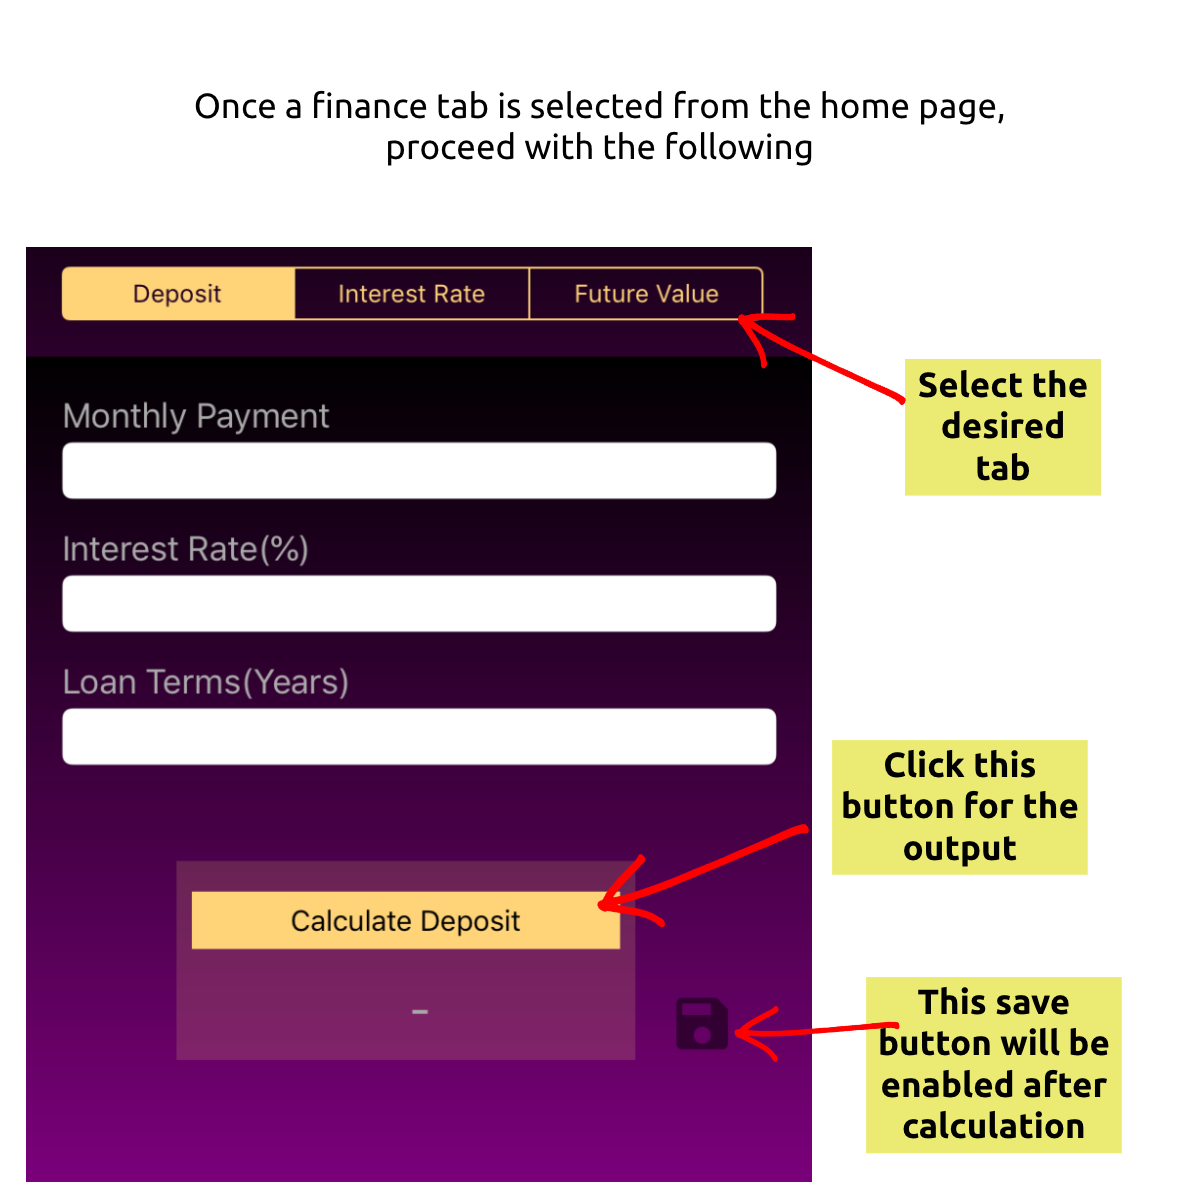 Once a finance tab is selected from the home page,
proceed with the following
Deposit
Interest Rate
Future Value
Select the
desired
tab
Monthly Payment
Interest Rate(%)
Loan Terms(Years)
Click this
button for the
output
Calculate Deposit
-
This save
button will be
enabled after
calculation